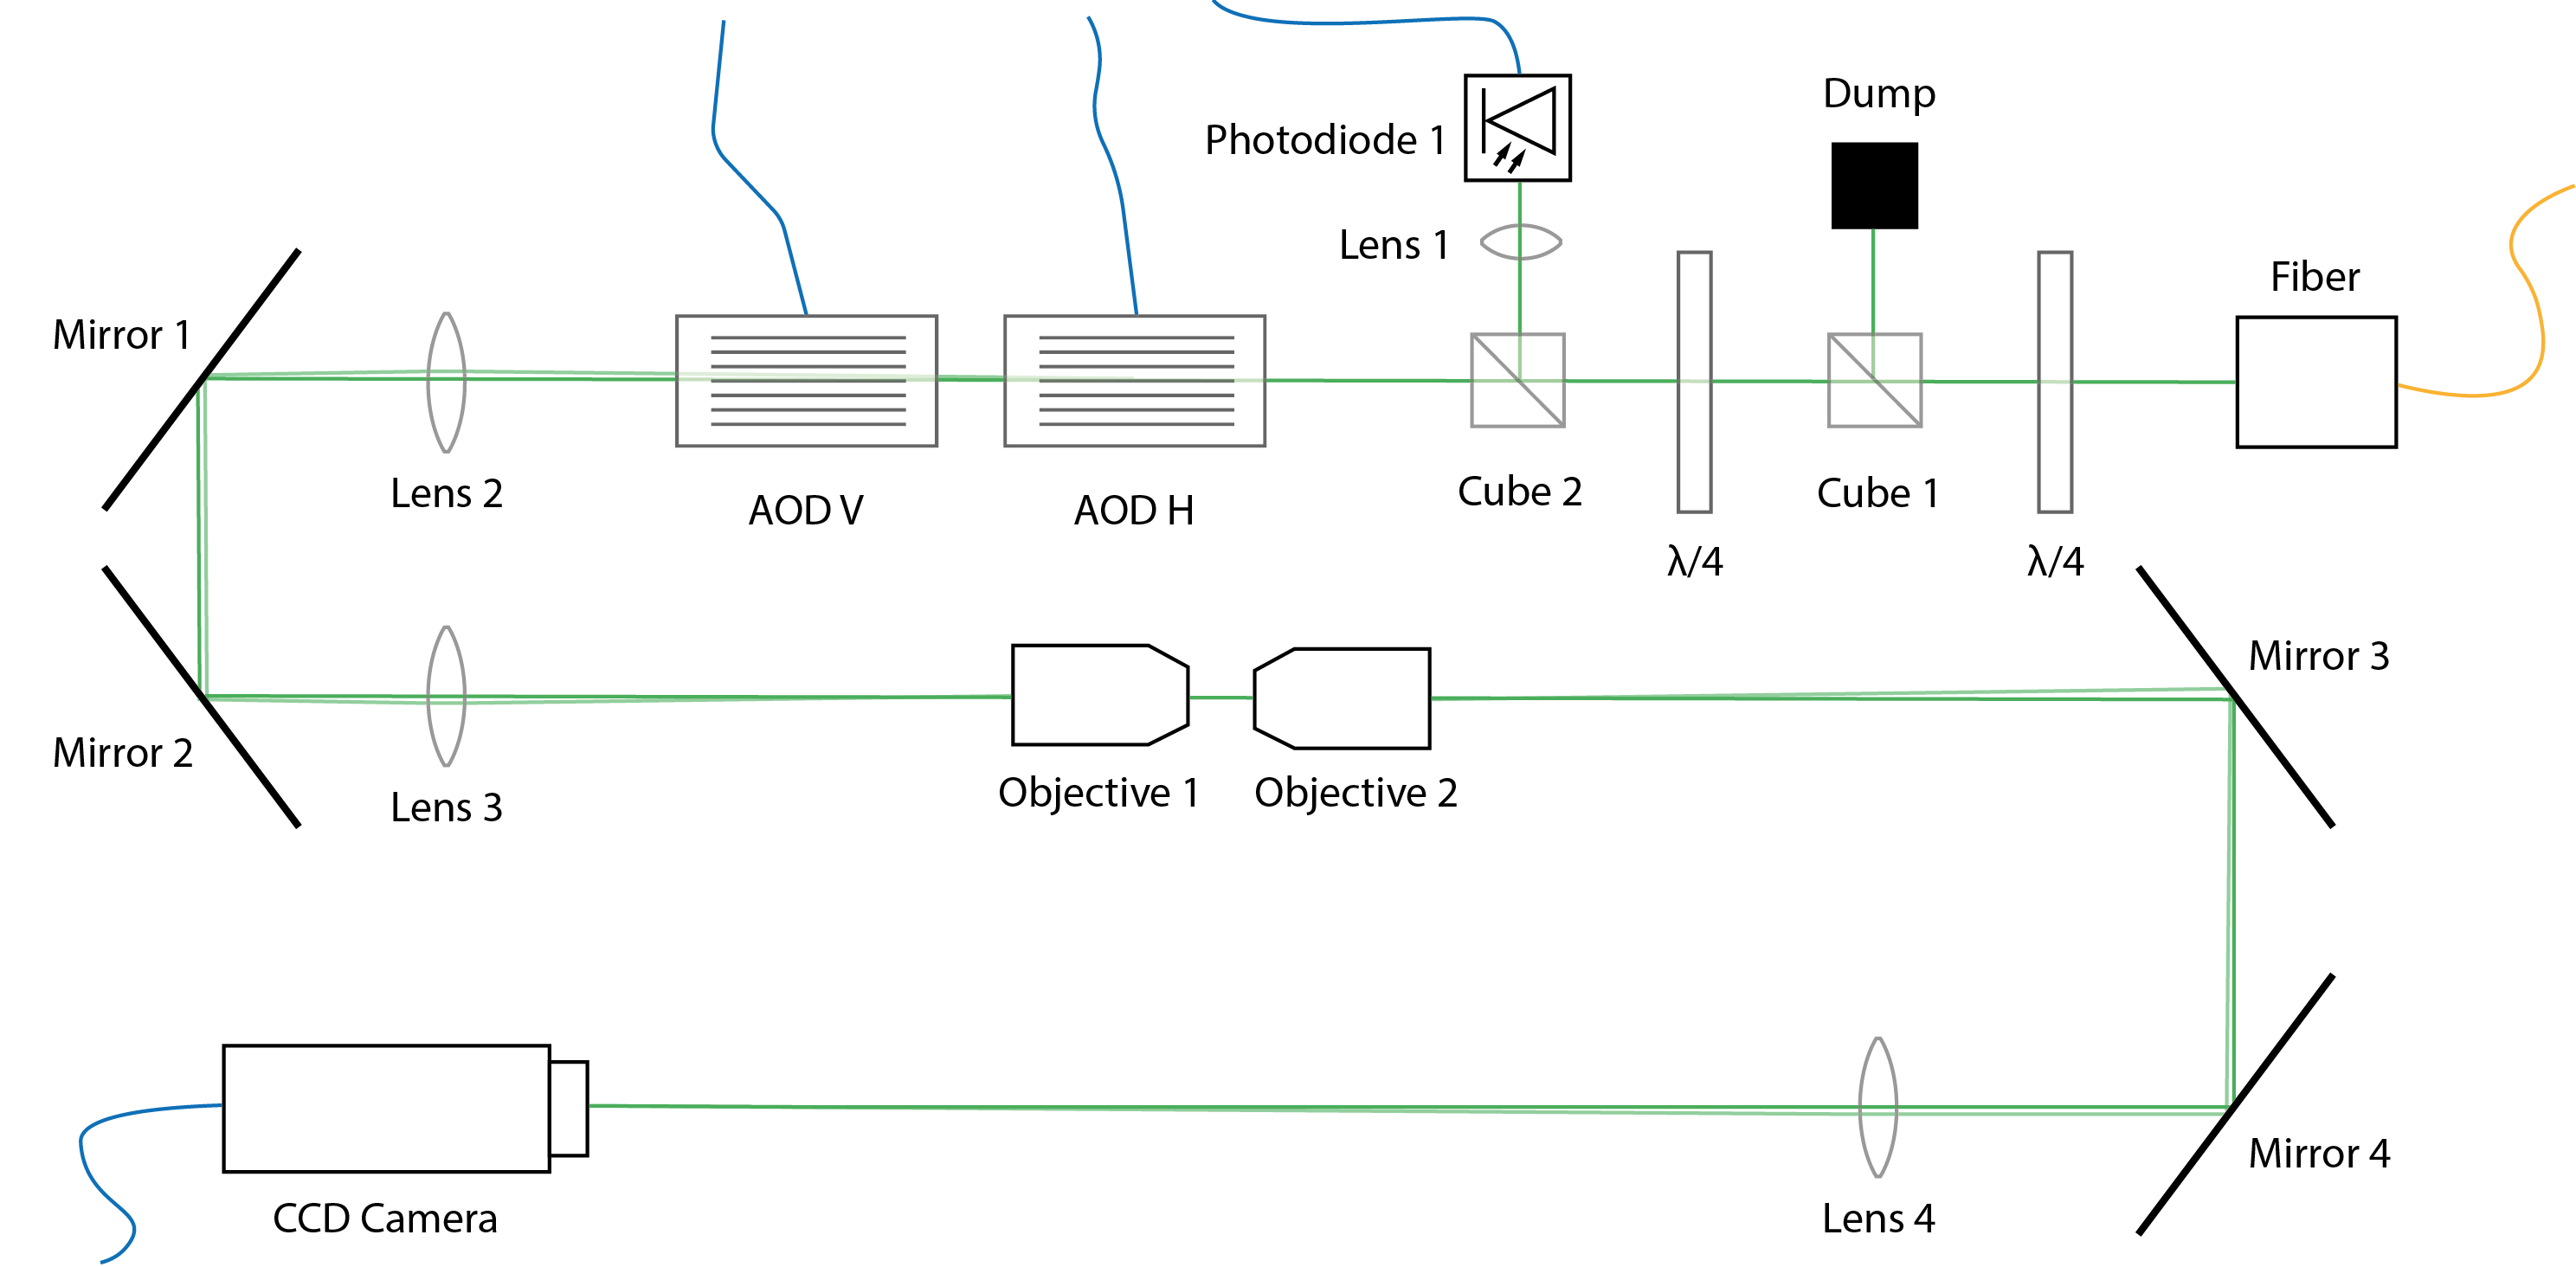 Dump
Photodiode 1
Lens 1
Fiber
Mirror 1
Lens 2
AOD V
AOD H
Cube 2
λ/4
Cube 1
λ/4
Mirror 2
Lens 3
Objective 1
Objective 2
Mirror 3
CCD Camera
Lens 4
Mirror 4